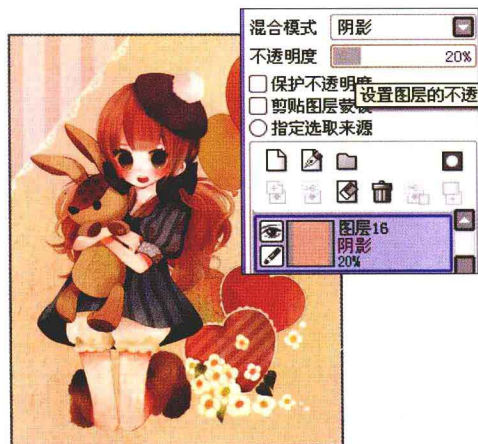 混合模式 阴影
不透明度 20%
保护不透明度
设置图层的不透
剪贴图层蒙
指定选取来源
图层16
阴影
20%